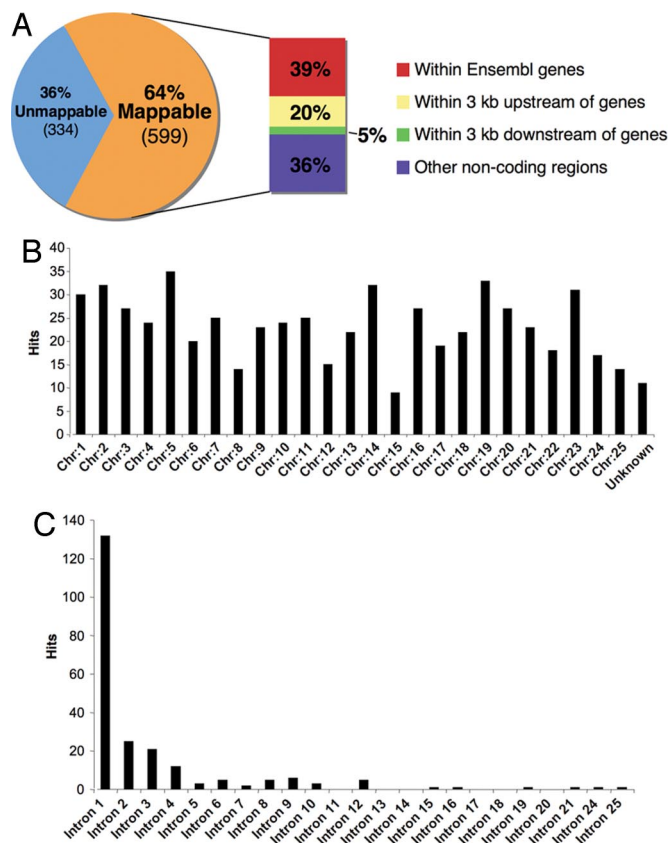 A
36%
Unmappable
(334)
64%
Mappable
(599)
39%
20%
5%
36%
Within Ensembl genes
Within 3 kb upstream of genes
Within 3 kb downstream of genes
Other non-coding regions
B
Hits
40
35
30
25
20
15
10
5
0
Chr:1
Chr:2
Chr:3
Chr:4
Chr:5
Chr:6
Chr:7
Chr:8
Chr:9
Chr:10
Chr:11
Chr:12
Chr:13
Chr:14
Chr:15
Chr:16
Chr:17
Chr:18
Chr:19
Chr:20
Chr:21
Chr:22
Chr:23
Chr:24
Chr:25
Unknown
C
Hits
140
120
100
80
60
40
20
0
Intron 1
Intron 2
Intron 3
Intron 4
Intron 5
Intron 6
Intron 7
Intron 8
Intron 9
Intron 10
Intron 11
Intron 12
Intron 13
Intron 14
Intron 15
Intron 16
Intron 17
Intron 18
Intron 19
Intron 20
Intron 21
Intron 24
Intron 25